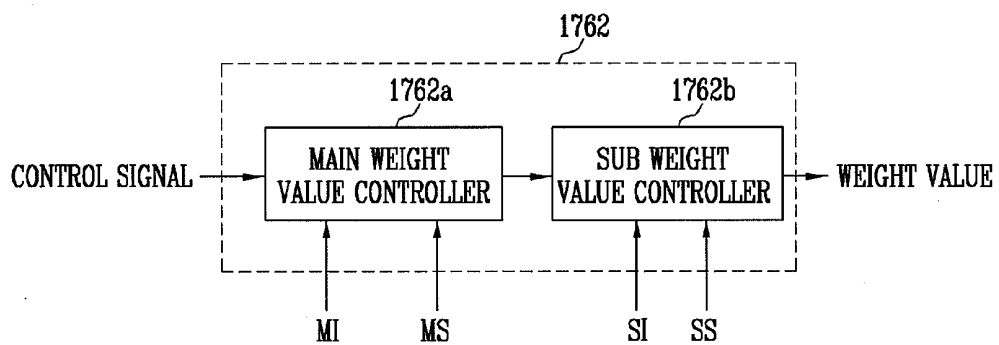 1762
1762a
1762b
CONTROL SIGNAL
MAIN WEIGHT
VALUE CONTROLLER
SUB WEIGHT
VALUE CONTROLLER
WEIGHT VALUE
MI
MS
SI
SS